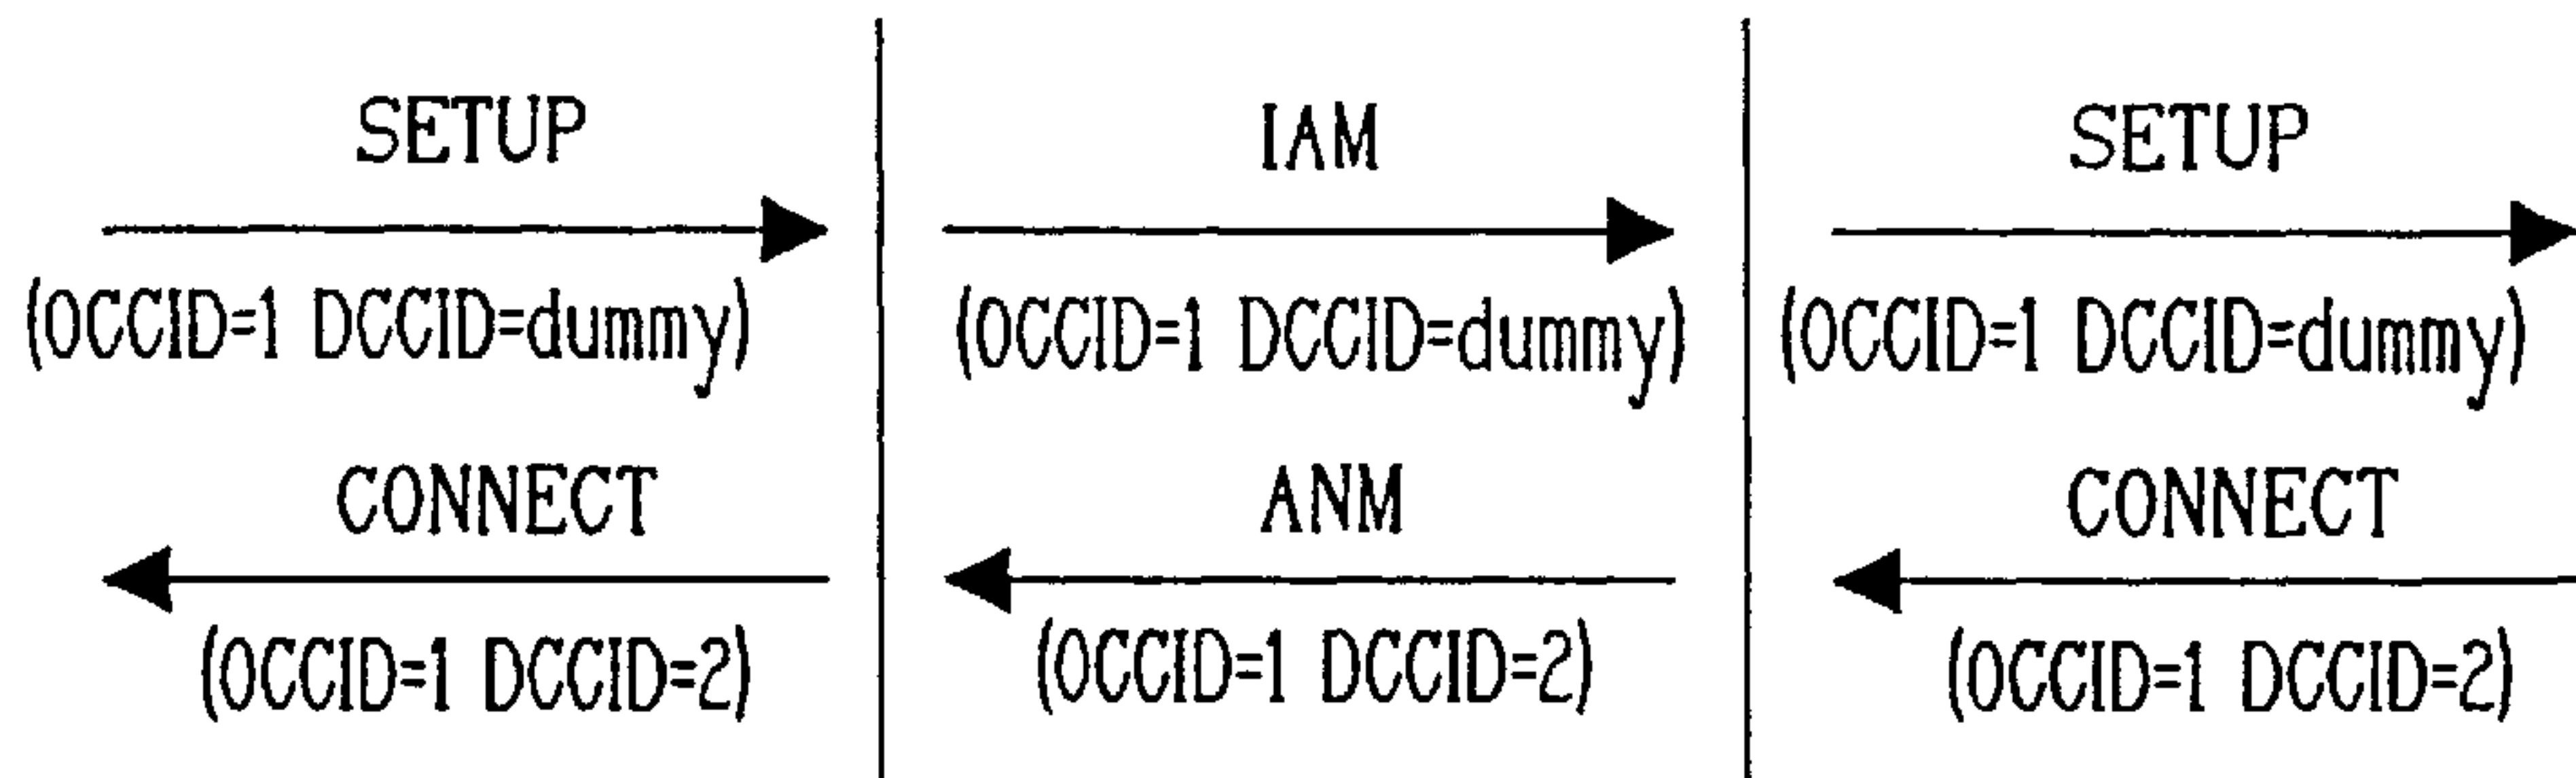 SETUP
IAM
SETUP
(OCCID=1 DCCID=dummy)
(OCCID=1 DCCID=dummy)
(OCCID=1 DCCID=dummy)
CONNECT
ANM
CONNECT
(OCCID=1 DCCID=2)
(OCCID=1 DCCID=2)
(OCCID=1 DCCID=2)